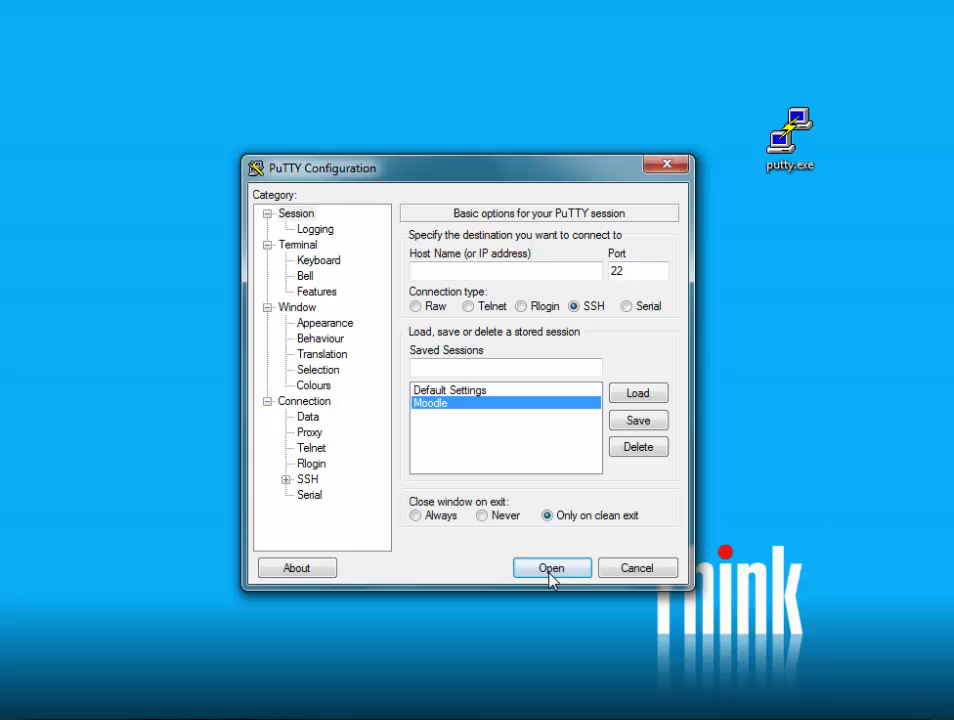 putty.exe
PuTTY Configuration
Category:
Session
Logging
Terminal
Keyboard
Bell
Features
Window
Appearance
Behaviour
Translation
Selection
Colours
Connection
Data
Proxy
Telnet
Rlogin
SSH
Serial
Basic options for your PuTTY session
Specify the destination you want to connect to
Host Name (or IP address) Port
22
Connection type:
Raw Telnet Rlogin SSH Serial
Load, save or delete a stored session
Saved Sessions
Default Settings
Moodle
Load
Save
Delete
Close window on exit:
Always Never Only on clean exit
About Open Cancel
think